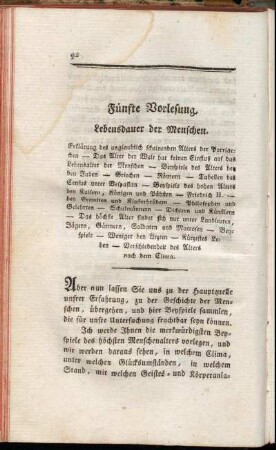 92
Fünfte Vorlesung.
Lebensdauer der Menschen.
Erklärung des unglaublich scheinenden Alters der Patriar-
chen — Das Alter der Welt hat keinen Einfluß auf das
Lebensalter der Menschen — Beyspiele des Alters bey
den Juden — Griechen — Römern — Tabellen des
Census unter Vespasian — Beyspiele des hohen Alters
bey Kaisern, Königen und Päbsten — Friedrich II. —
bey Eremiten und Klosterbrüdern — Philosophen und
Gelehrten — Schulmännern — Dichtern und Künstlern
— Das höchste Alter findet sich nur unter Landleuten,
Jägern, Gärtnern, Soldaten und Matrosen — Bey-
spiele — Weniger bey Ärzten — Kürzestes Le-
ben — Verschiedenheit des Alters
nach dem Clima.
Aber nun lassen Sie uns zu der Hauptquelle
unsrer Erfahrung, zu der Geschichte der Men-
schen, übergehen, und hier Beyspiele sammlen,
die für unsre Untersuchung fruchtbar seyn können.
Ich werde Ihnen die merkwürdigsten Bey-
spiele des höchsten Menschenalters vorlegen, und
wir werden daraus sehen, in welchem Clima,
unter welchen Glücksumständen, in welchem
Stand, mit welchen Geistes- und Körperanla-